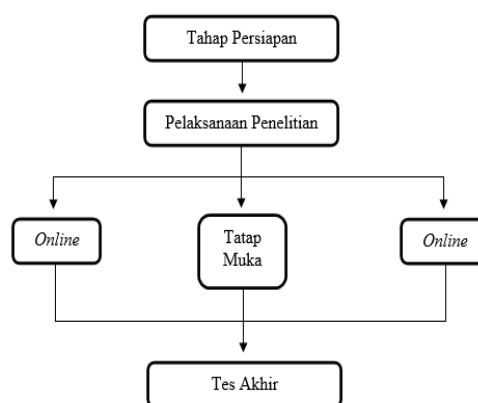 Tahap Persiapan
Pelaksanaan Penelitian
Online
Tatap
Muka
Online
Tes Akhir